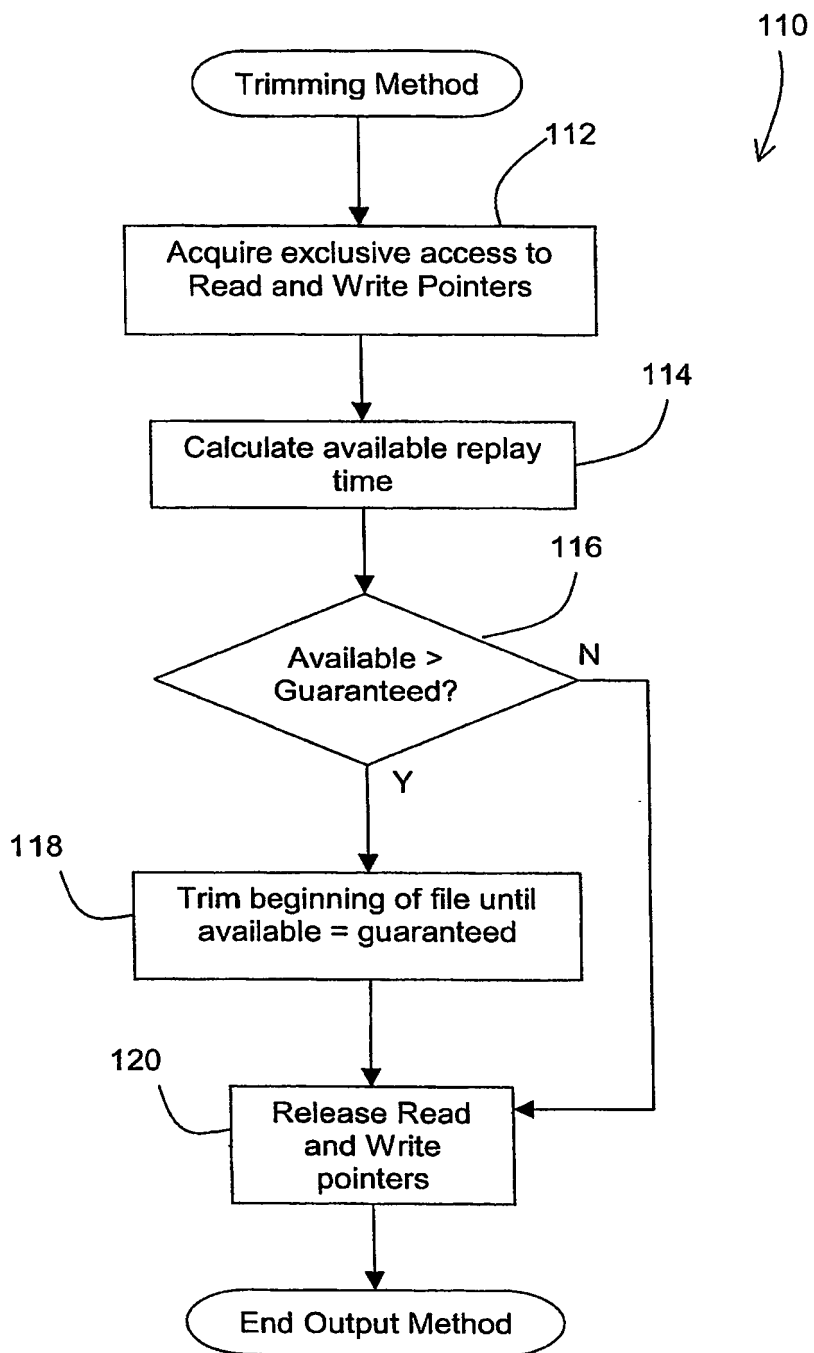 110
Trimming Method
112
Acquire exclusive access to
Read and Write Pointers
114
Calculate available replay
time
116
Available >
Guaranteed?
N
Y
118
Trim beginning of file until
available = guaranteed
120
Release Read
and Write
pointers
End Output Method